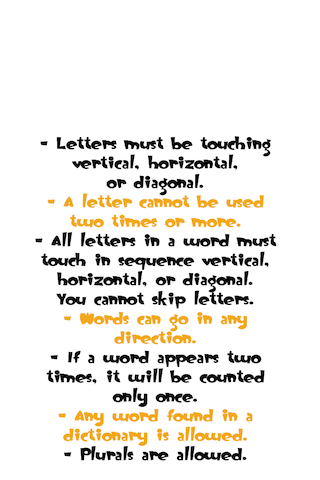 - Letters must be touching
vertical, horizontal,
or diagonal.
- A letter cannot be used
two times or more.
- All letters in a word must
touch in sequence vertical,
horizontal, or diagonal.
You cannot skip letters.
- Words can go in any
direction.
- If a word appears two
times, it will be counted
only once.
- Any word found in a
dictionary is allowed.
- Plurals are allowed.